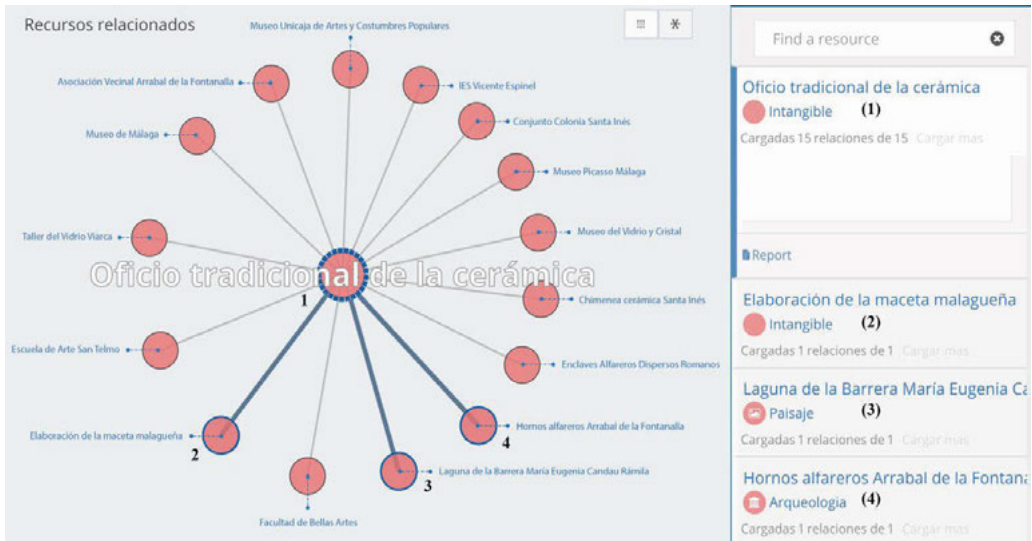 Recursos relacionados
Museo Unicaja de Artes y Costumbres Populares
Asociación Vecinal Arrabal de la Fontanalla
IES Vicente Espinel
Museo de Málaga
Conjunto Colonia Santa Inés
Museo Picasso Málaga
Taller del Vidrio Viarca
Museo del Vidrio y Cristal
Oficio tradicional de la cerámica
1
Chimenea cerámica Santa Inés
Escuela de Arte San Telmo
Enclaves Alfareros Dispersos Romanos
Elaboración de la maceta malagueña
2
Hornos alfareros Arrabal de la Fontanalla
4
Laguna de la Barrera María Eugenia Candau Rámila
3
Facultad de Bellas Artes
Find a resource
Oficio tradicional de la cerámica
Intangible (1)
Cargadas 15 relaciones de 15 Cargar mas
Report
Elaboración de la maceta malagueña
Intangible (2)
Cargadas 1 relaciones de 1 Cargar mas
Laguna de la Barrera María Eugenia Ca
Paisaje (3)
Cargadas 1 relaciones de 1 Cargar mas
Hornos alfareros Arrabal de la Fontana
Arqueologia (4)
Cargadas 1 relaciones de 1 Cargar mas